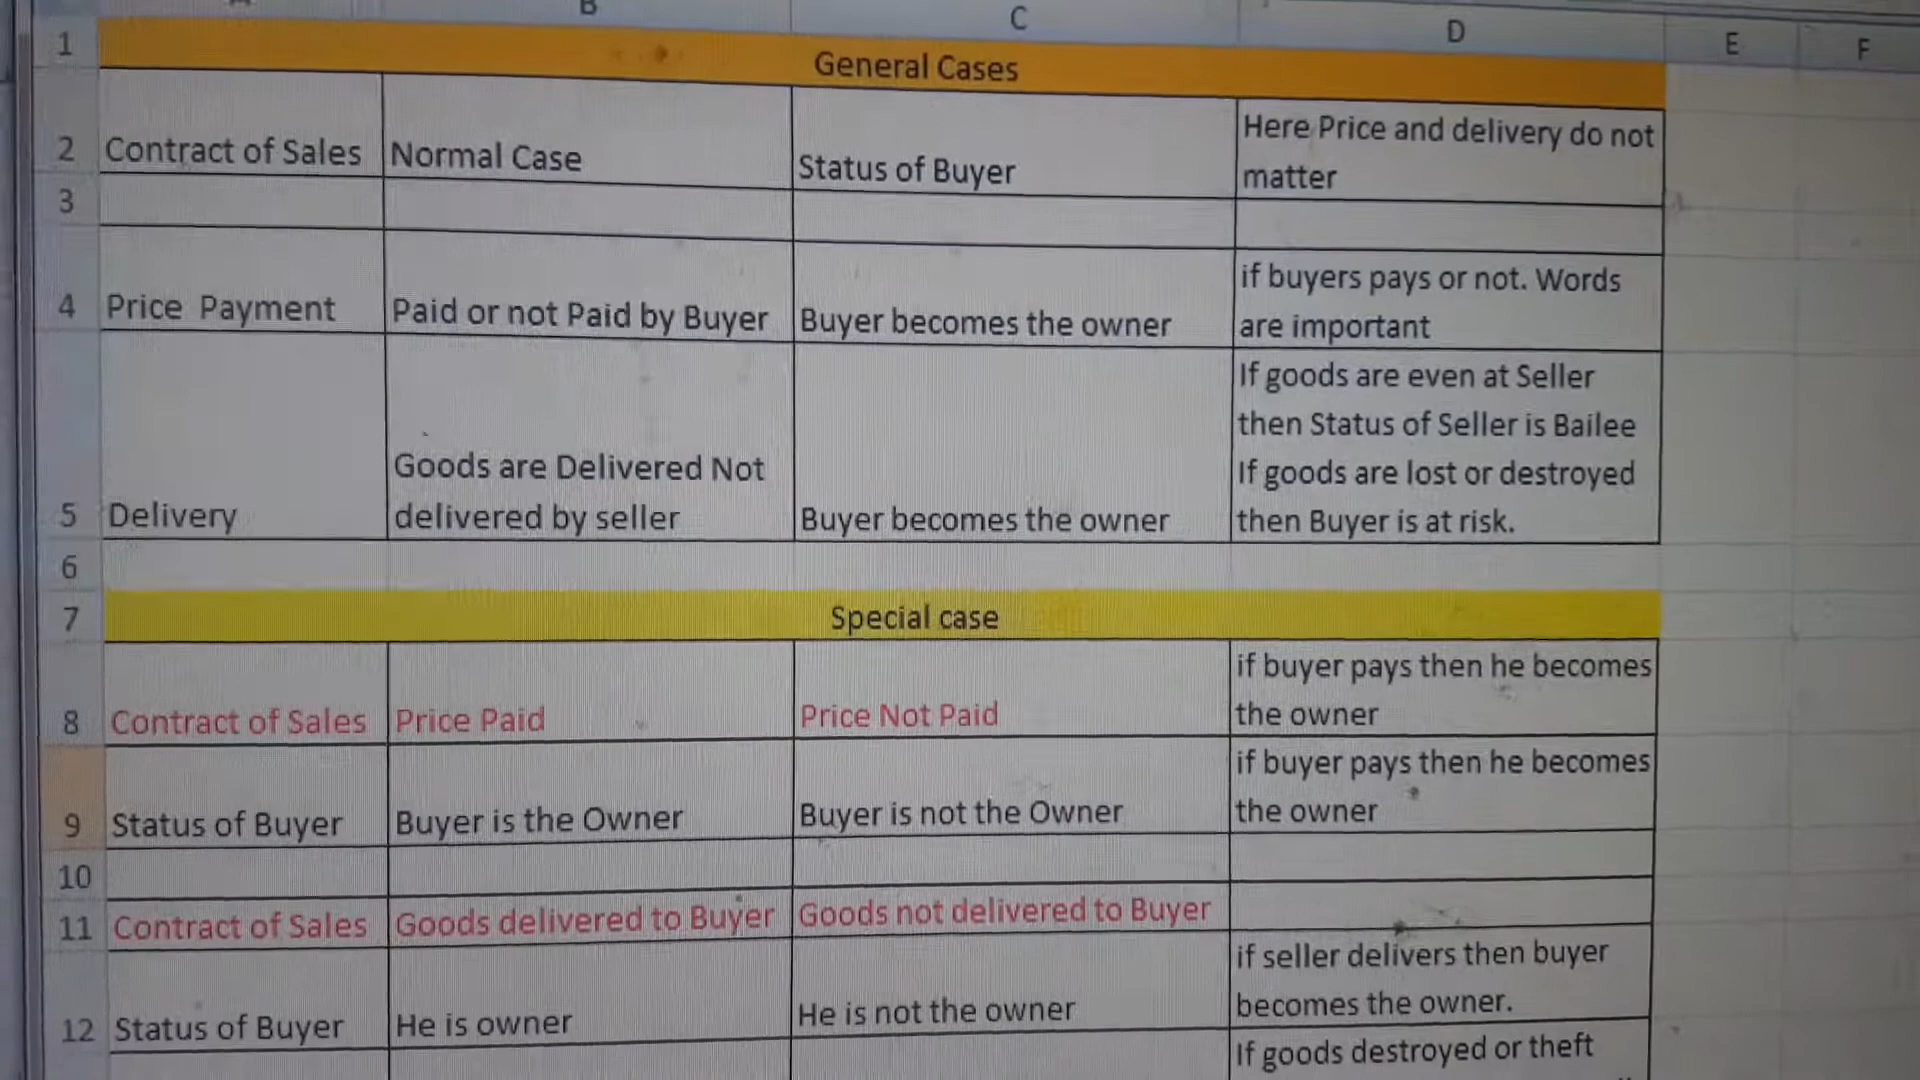 B C D E F
1 General Cases
2 Contract of Sales Normal Case Status of Buyer Here Price and delivery do not
matter
3
4 Price Payment Paid or not Paid by Buyer Buyer becomes the owner if buyers pays or not. Words
are important
If goods are even at Seller
then Status of Seller is Bailee
Goods are Delivered Not If goods are lost or destroyed
5 Delivery delivered by seller Buyer becomes the owner then Buyer is at risk.
6
7 Special case
8 Contract of Sales Price Paid Price Not Paid if buyer pays then he becomes
the owner
9 Status of Buyer Buyer is the Owner Buyer is not the Owner if buyer pays then he becomes
the owner
10
11 Contract of Sales Goods delivered to Buyer Goods not delivered to Buyer
12 Status of Buyer He is owner He is not the owner if seller delivers then buyer
becomes the owner.
If goods destroyed or theft